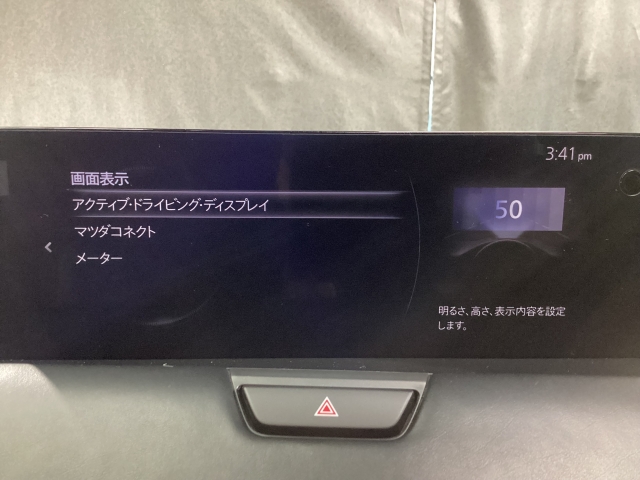 3:41 pm
画面表示
アクティブ・ドライビング・ディスプレイ
50
マツダコネクト
メーター
明るさ、高さ、表示内容を設定
します。